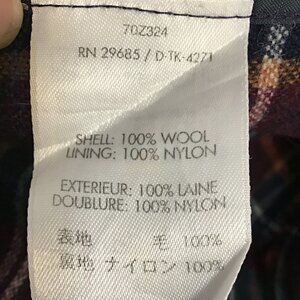 70Z324
RN 29685 / D-TK-4271
SHELL: 100% WOOL
LINING: 100% NYLON
EXTERIEUR: 100% LAINE
DOUBLURE: 100% NYLON
表地 毛 100%
裏地 ナイロン 100%